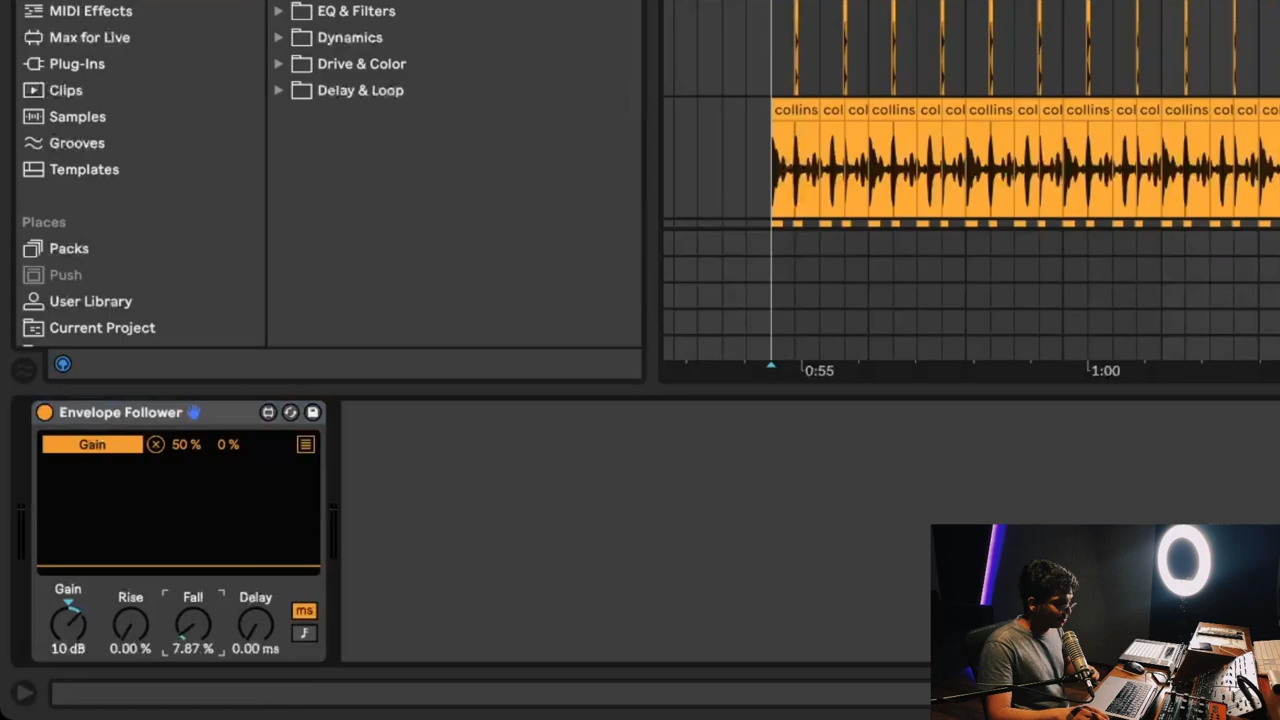 MIDI Effects
Max for Live
Plug-Ins
Clips
Samples
Grooves
Templates
Places
Packs
Push
User Library
Current Project
EQ & Filters
Dynamics
Drive & Color
Delay & Loop
collins col col collins col col collins col col collins- col col collins col col co
0:55 1:00
Envelope Follower
Gain 50 % 0 %
Gain Rise Fall Delay
ms
10 dB 0.00 % 7.87 % 0.00 ms